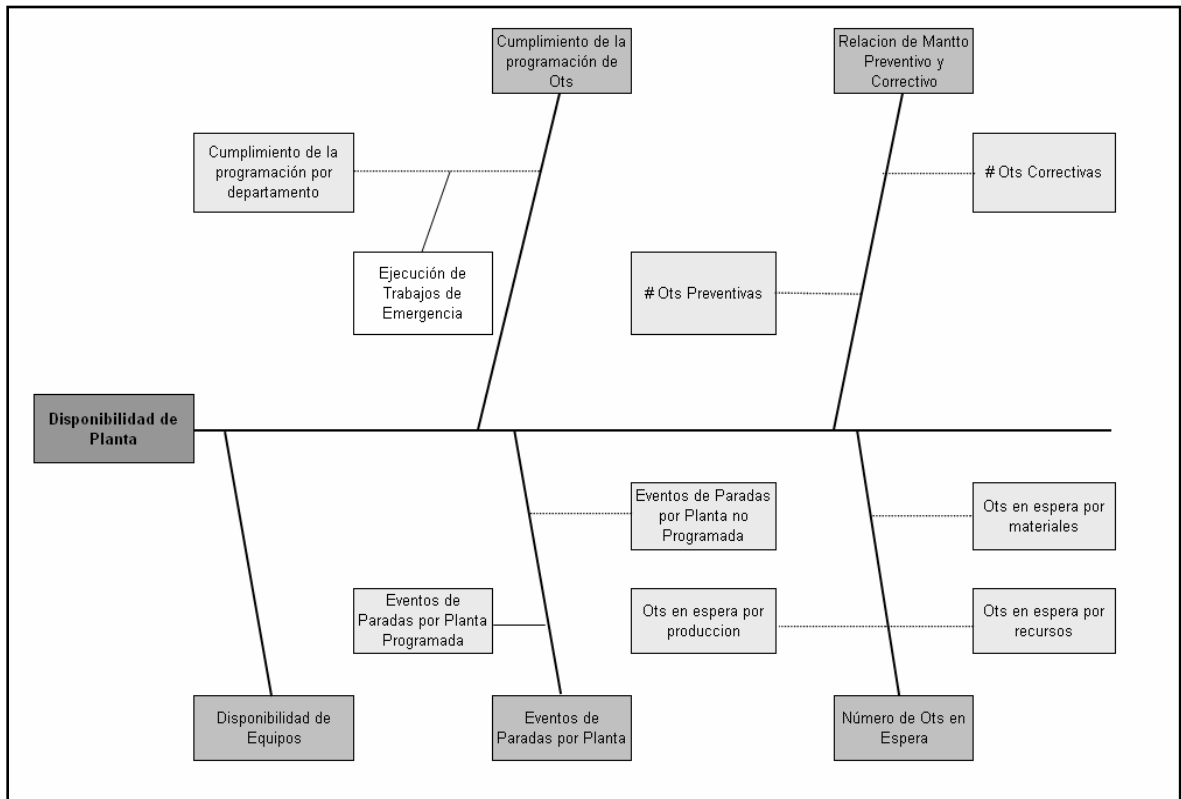 Cumplimiento de la
programación de
Ots
Relacion de Mantto
Preventivo y
Correctivo
Cumplimiento de la
programación por
departamento
# Ots Correctivas
Ejecución de
Trabajos de
Emergencia
# Ots Preventivas
Disponibilidad de
Planta
Eventos de Paradas
por Planta no
Programada
Ots en espera por
materiales
Eventos de
Paradas por Planta
Programada
Ots en espera por
produccion
Ots en espera por
recursos
Disponibilidad de
Equipos
Eventos de
Paradas por Planta
Número de Ots en
Espera